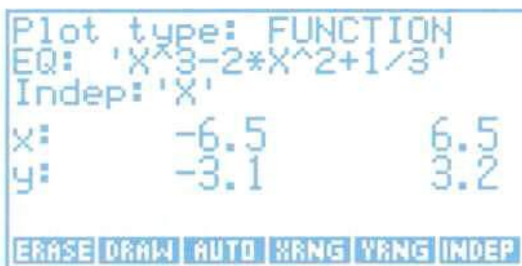 Plot type: FUNCTION
EQ: 'X^3-2*X^2+1/3'
Indep:'X'
x: -6.5 6.5
y: -3.1 3.2
ERASE DRAW AUTO XRNG YRNG INDEP